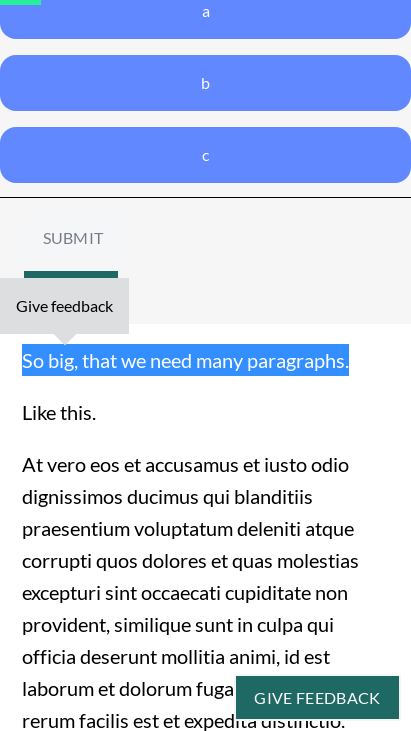 a
b
c
SUBMIT
Give feedback
So big, that we need many paragraphs.
Like this.
At vero eos et accusamus et iusto odio
dignissimos ducimus qui blanditiis
praesentium voluptatum deleniti atque
corrupti quos dolores et quas molestias
excepturi sint occaecati cupiditate non
provident, similique sunt in culpa qui
officia deserunt mollitia animi, id est
laborum et dolorum fuga
GIVE FEEDBACK
rerum facilis est et expedita distinctio.